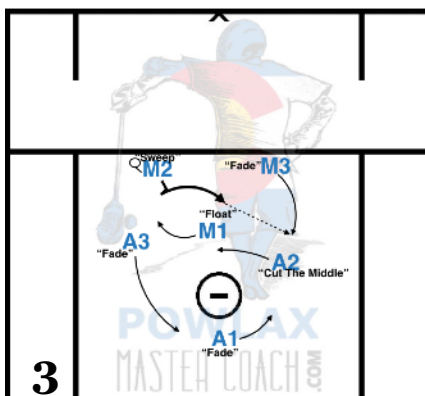 "Sweep"
M2
"Fade" M3
"Float"
M1
A3
"Fade"
A2
"Cut The Middle"
POWLAX
A1
"Fade"
MASTER COACH .COM
3